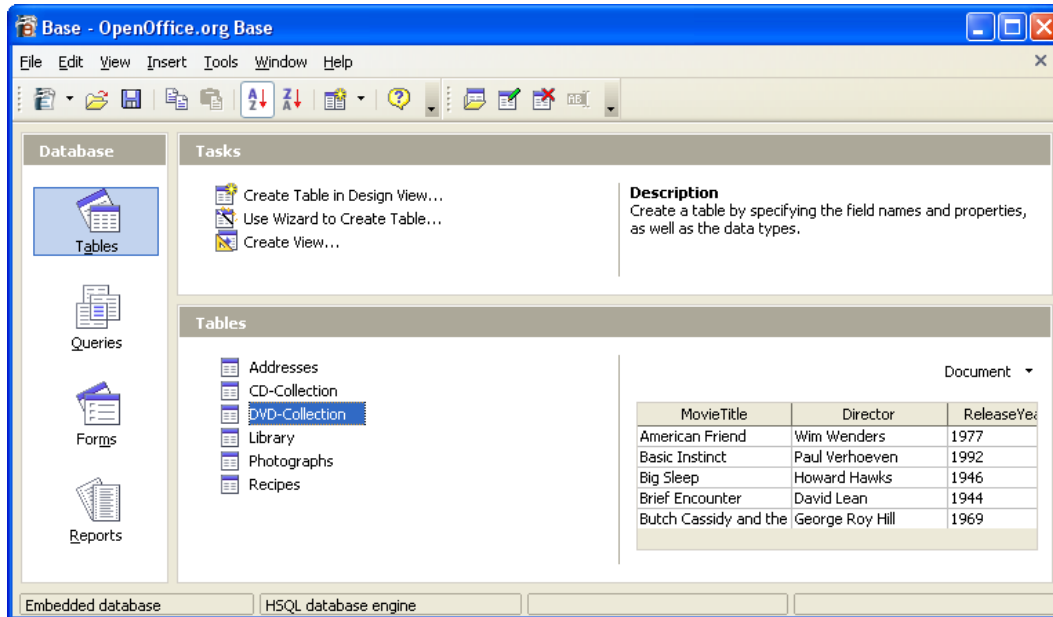 Base - OpenOffice.org Base
File Edit View Insert Tools Window Help
Database
Tables
Queries
Forms
Reports
Tasks
Create Table in Design View...
Use Wizard to Create Table...
Create View...
Description
Create a table by specifying the field names and properties,
as well as the data types.
Tables
Addresses
CD-Collection
DVD-Collection
Library
Photographs
Recipes
Document
MovieTitle Director ReleaseYea
American Friend Wim Wenders 1977
Basic Instinct Paul Verhoeven 1992
Big Sleep Howard Hawks 1946
Brief Encounter David Lean 1944
Butch Cassidy and the George Roy Hill 1969
Embedded database HSQL database engine